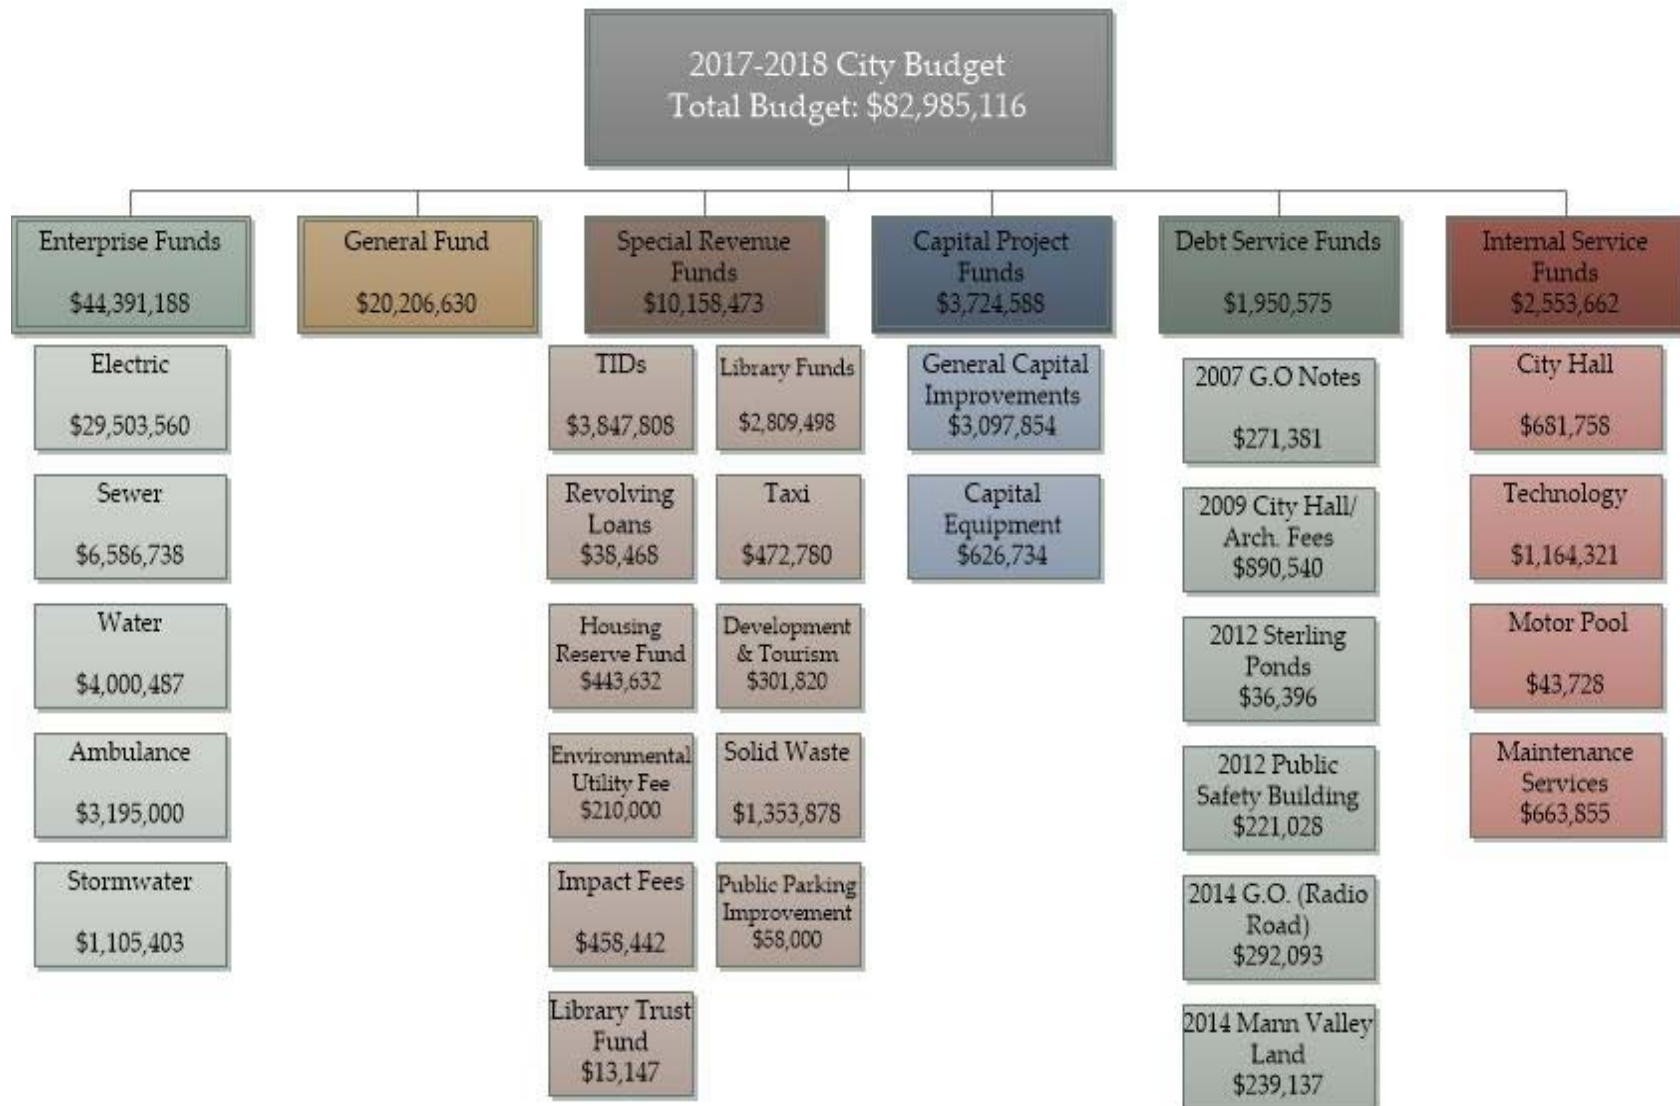 2017-2018 City Budget
Total Budget: $82,985,116
Enterprise Funds
$44,391,188
Electric
$29,503,560
Sewer
$6,586,738
Water
$4,000,487
Ambulance
$3,195,000
Stormwater
$1,105,403
General Fund
$20,206,630
Special Revenue
Funds
$10,158,473
TIDs
$3,847,808
Library Funds
$2,809,498
Revolving
Loans
$38,468
Taxi
$472,780
Housing
Reserve Fund
$443,632
Development
& Tourism
$301,820
Environmental
Utility Fee
$210,000
Solid Waste
$1,353,878
Impact Fees
$458,442
Public Parking
Improvement
$58,000
Library Trust
Fund
$13,147
Capital Project
Funds
$3,724,588
General Capital
Improvements
$3,097,854
Capital
Equipment
$626,734
Debt Service Funds
$1,950,575
2007 G.O Notes
$271,381
2009 City Hall/
Arch. Fees
$890,540
2012 Sterling
Ponds
$36,396
2012 Public
Safety Building
$221,028
2014 G.O. (Radio
Road)
$292,093
2014 Mann Valley
Land
$239,137
Internal Service
Funds
$2,553,662
City Hall
$681,758
Technology
$1,164,321
Motor Pool
$43,728
Maintenance
Services
$663,855